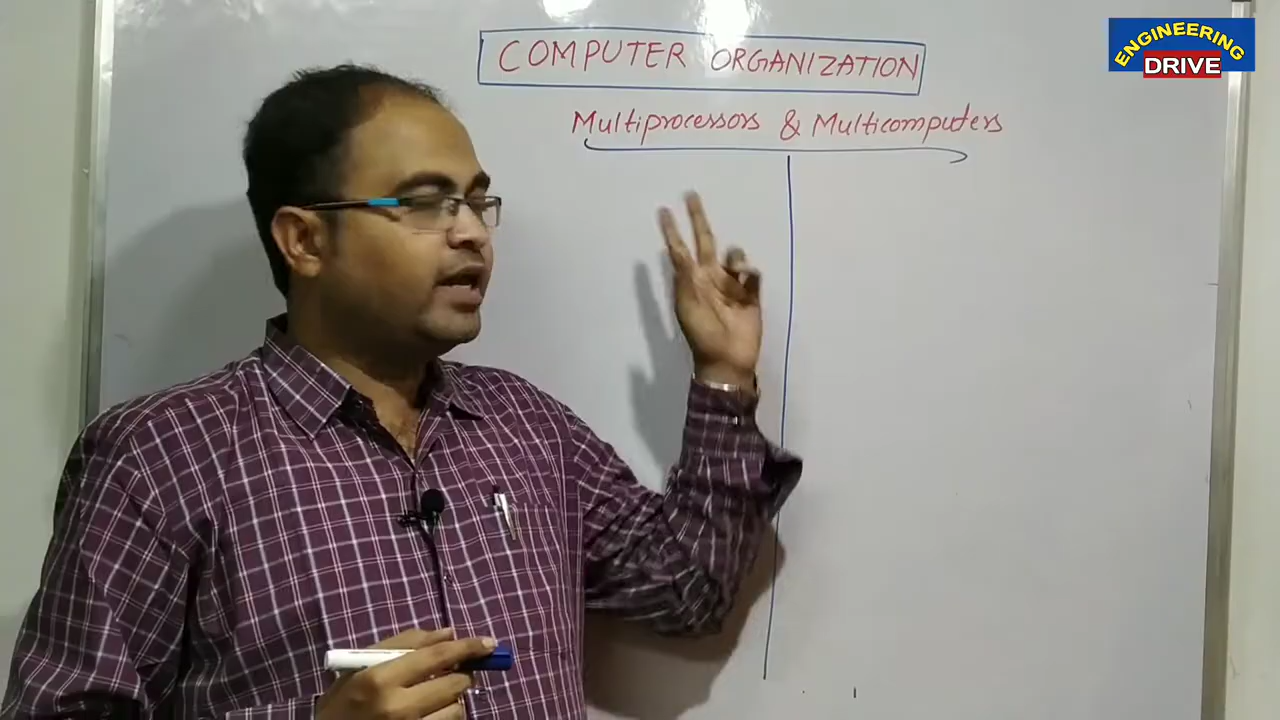 COMPUTER ORGANIZATION
Multiprocessors & Multicomputers
ENGINEERING
DRIVE